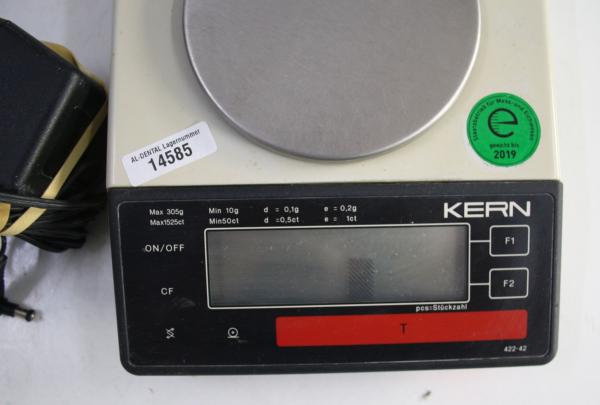 AL-DENTAL Lagernummer
14585
e
geeicht bis
2019
Max 305g Min 10g d = 0,1g e = 0,2g
Max1525ct Min50ct d =0,5ct e = 1ct
KERN
ON/OFF
F1
CF
F2
pcs=Stückzahl
T
422-42